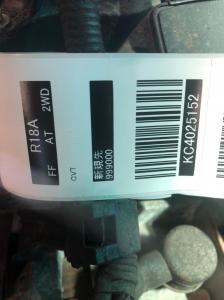 R18A
FF AT 2WD
CVT
新規先
999000
KC4025152